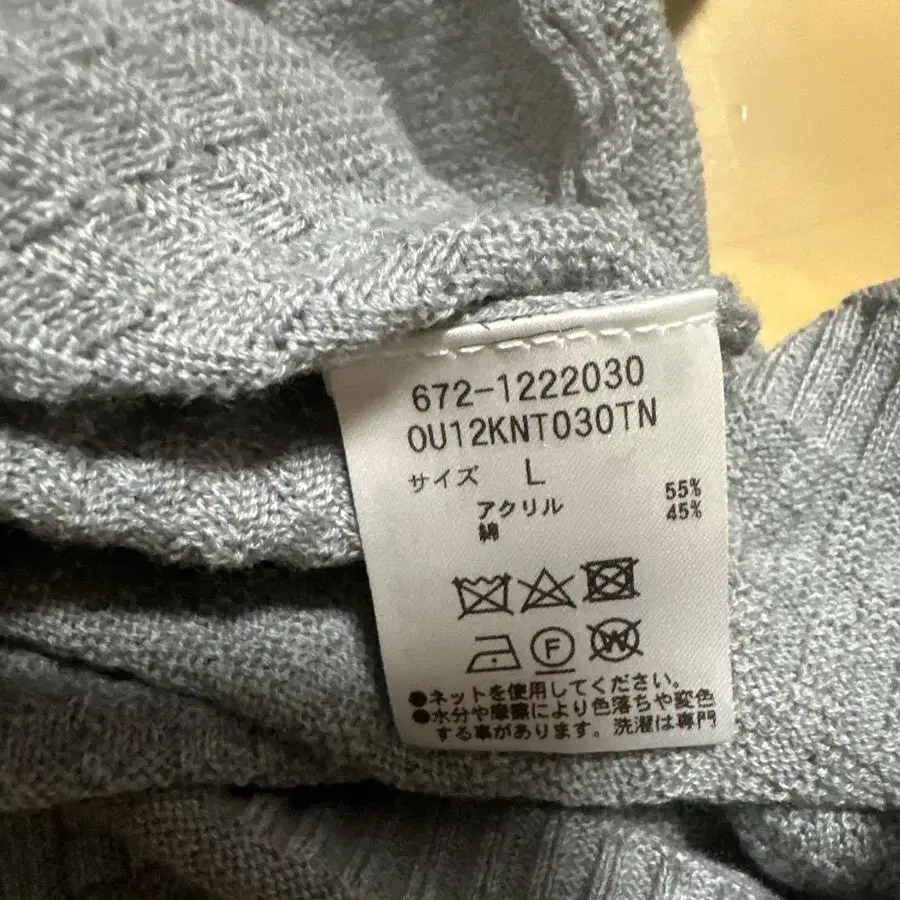 672-1222030
OU12KNT030TN
サイズ L
アクリル 55%
綿 45%
F W
●ネットを使用してください。
●水分や摩擦により色落ちや変色
する事があります。洗濯は専門